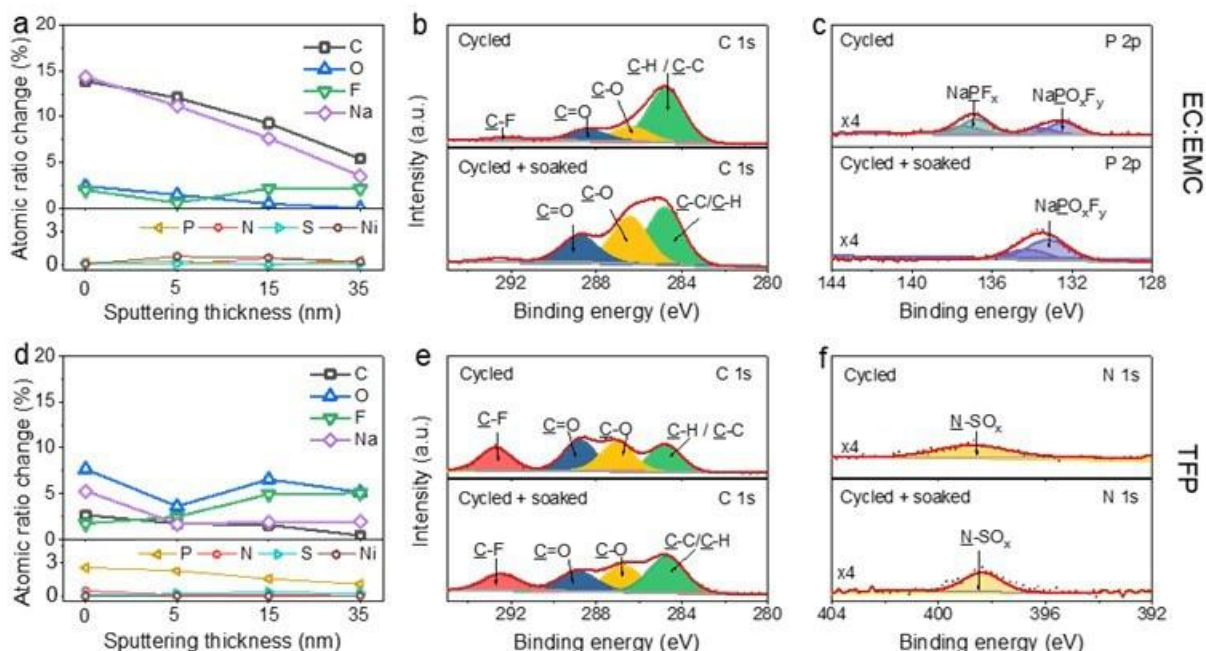 a
20
15
10
5
0
Atomic ratio change (%)
C
O
F
Na
3
0
P N S Ni
0 5 15 35
Sputtering thickness (nm)
b
Cycled C 1s
C-H / C-C
C-O
C=O
C-F
Cycled + soaked C 1s
C-O
C=O
C-C/C-H
Intensity (a.u.)
292 288 284 280
Binding energy (eV)
c
Cycled P 2p
NaPFx
NaPOxFy
x4
Cycled + soaked P 2p
NaPOxFy
x4
144 140 136 132 128
Binding energy (eV)
EC:EMC
d
20
15
10
5
0
Atomic ratio change (%)
C
O
F
Na
3
0
P N S Ni
0 5 15 35
Sputtering thickness (nm)
e
Cycled C 1s
C-F
C=O
C-O
C-H / C-C
Cycled + soaked C 1s
C-F
C=O
C-O
C-C/C-H
Intensity (a.u.)
292 288 284 280
Binding energy (eV)
f
Cycled N 1s
N-SOx
x4
Cycled + soaked N 1s
N-SOx
x4
404 400 396 392
Binding energy (eV)
TFP